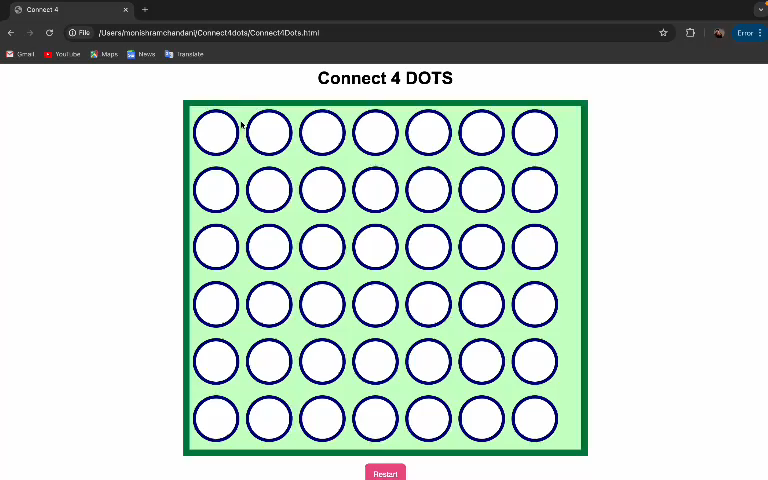 Connect 4
File /Users/monishramchandani/Connect4dots/Connect4Dots.html
Error
Gmail YouTube Maps News Translate
Connect 4 DOTS
Restart